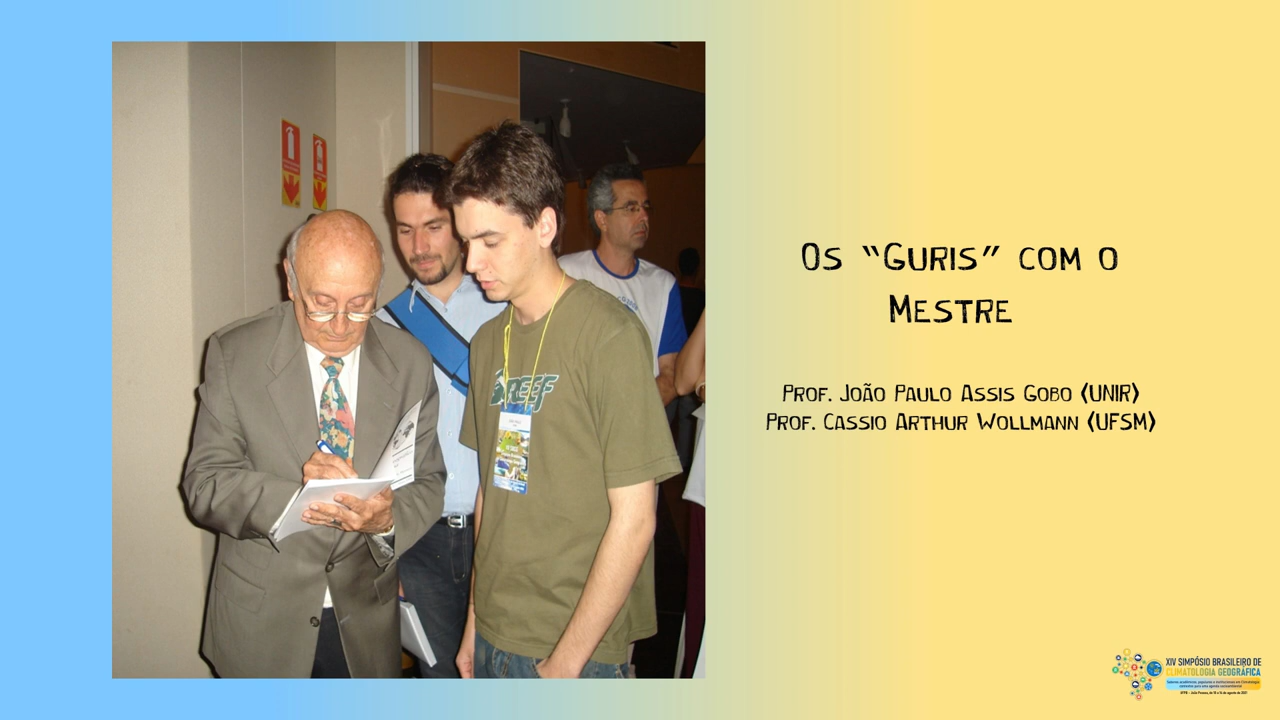 Os “Guris” com o
Mestre
Prof. João Paulo Assis Gobo (UNIR)
Prof. Cassio Arthur Wollmann (UFSM)
REEF
XIV SIMPÓSIO BRASILEIRO DE
CLIMATOLOGIA GEOGRÁFICA